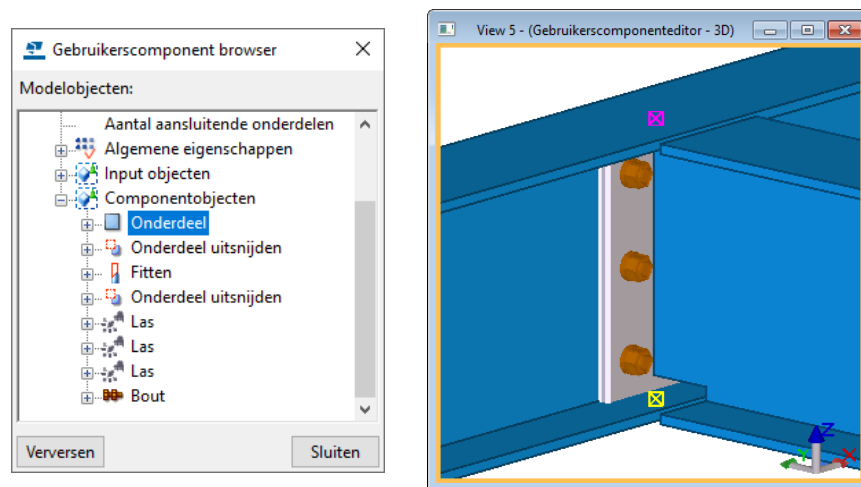 Gebruikerscomponent browser
Modelobjecten:
Aantal aansluitende onderdelen
Algemene eigenschappen
Input objecten
Componentobjecten
Onderdeel
Onderdeel uitsnijden
Fitten
Onderdeel uitsnijden
Las
Las
Las
Bout
Verversen
Sluiten
View 5 - (Gebruikerscomponenteditor - 3D)
Z
Y
X